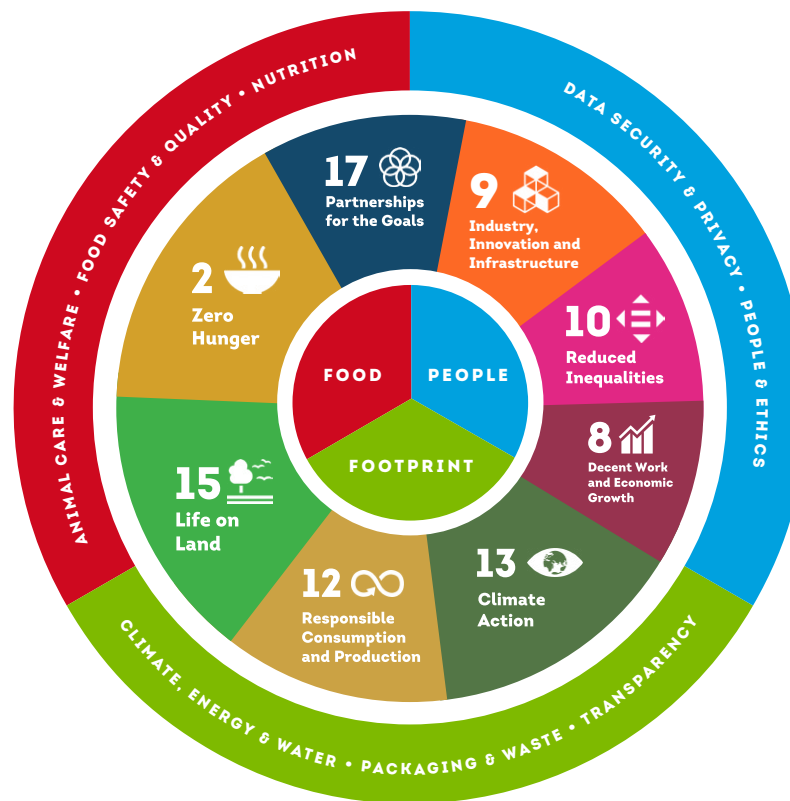 ANIMAL CARE & WELFARE • FOOD SAFETY & QUALITY • NUTRITION
DATA SECURITY & PRIVACY • PEOPLE & ETHICS
CLIMATE, ENERGY & WATER • PACKAGING & WASTE • TRANSPARENCY
17
Partnerships
for the Goals
9
Industry,
Innovation and
Infrastructure
10
Reduced
Inequalities
8
Decent Work
and Economic
Growth
13
Climate
Action
12
Responsible
Consumption
and Production
15
Life on
Land
2
Zero
Hunger
FOOD
PEOPLE
FOOTPRINT